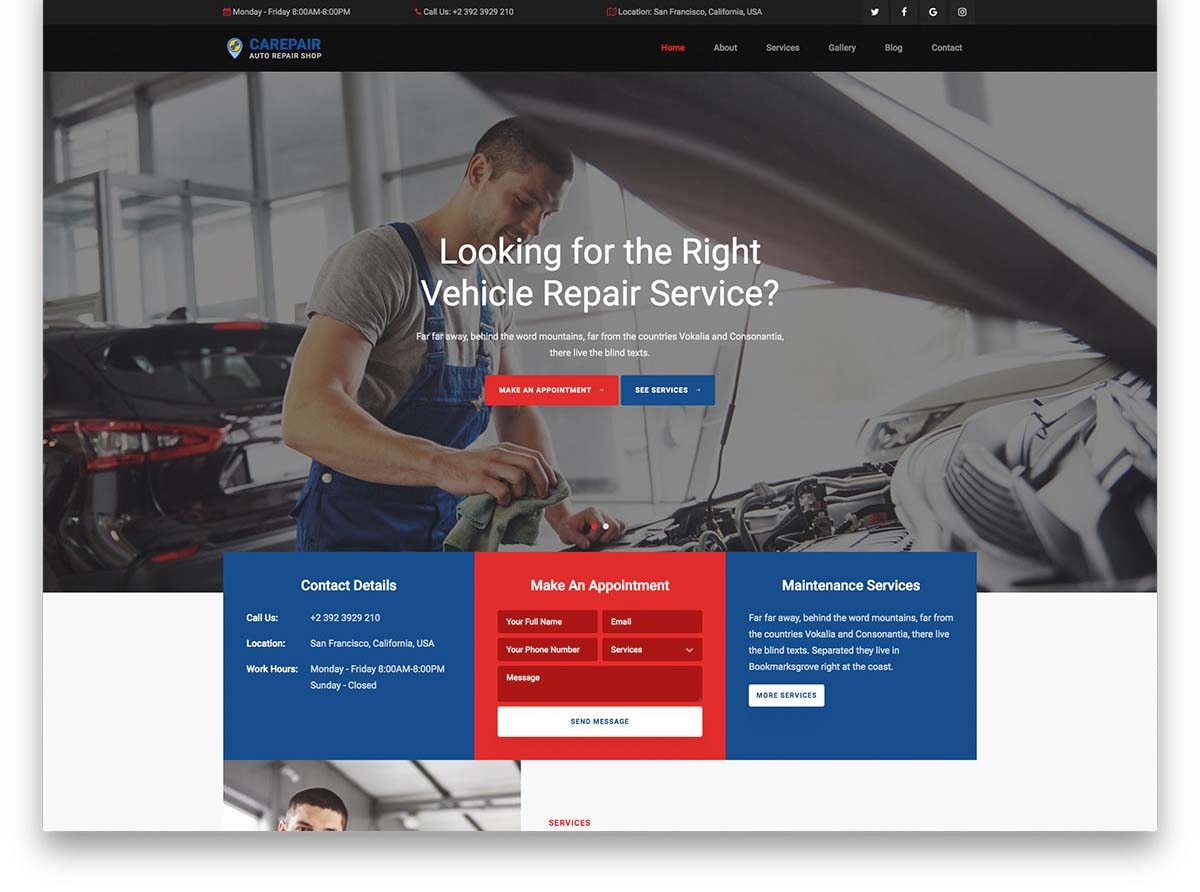 Monday - Friday 8:00AM-8:00PM
Call Us: +2 392 3929 210
Location: San Francisco, California, USA
CAREPAIR
AUTO REPAIR SHOP
Home
About
Services
Gallery
Blog
Contact
Looking for the Right
Vehicle Repair Service?
Far far away, behind the word mountains, far from the countries Vokalia and Consonantia,
there live the blind texts.
MAKE AN APPOINTMENT →
SEE SERVICES →
Contact Details
Call Us: +2 392 3929 210
Location: San Francisco, California, USA
Work Hours: Monday - Friday 8:00AM-8:00PM
Sunday - Closed
Make An Appointment
Your Full Name
Email
Your Phone Number
Services
Message
SEND MESSAGE
Maintenance Services
Far far away, behind the word mountains, far from
the countries Vokalia and Consonantia, there live
the blind texts. Separated they live in
Bookmarksgrove right at the coast.
MORE SERVICES
SERVICES